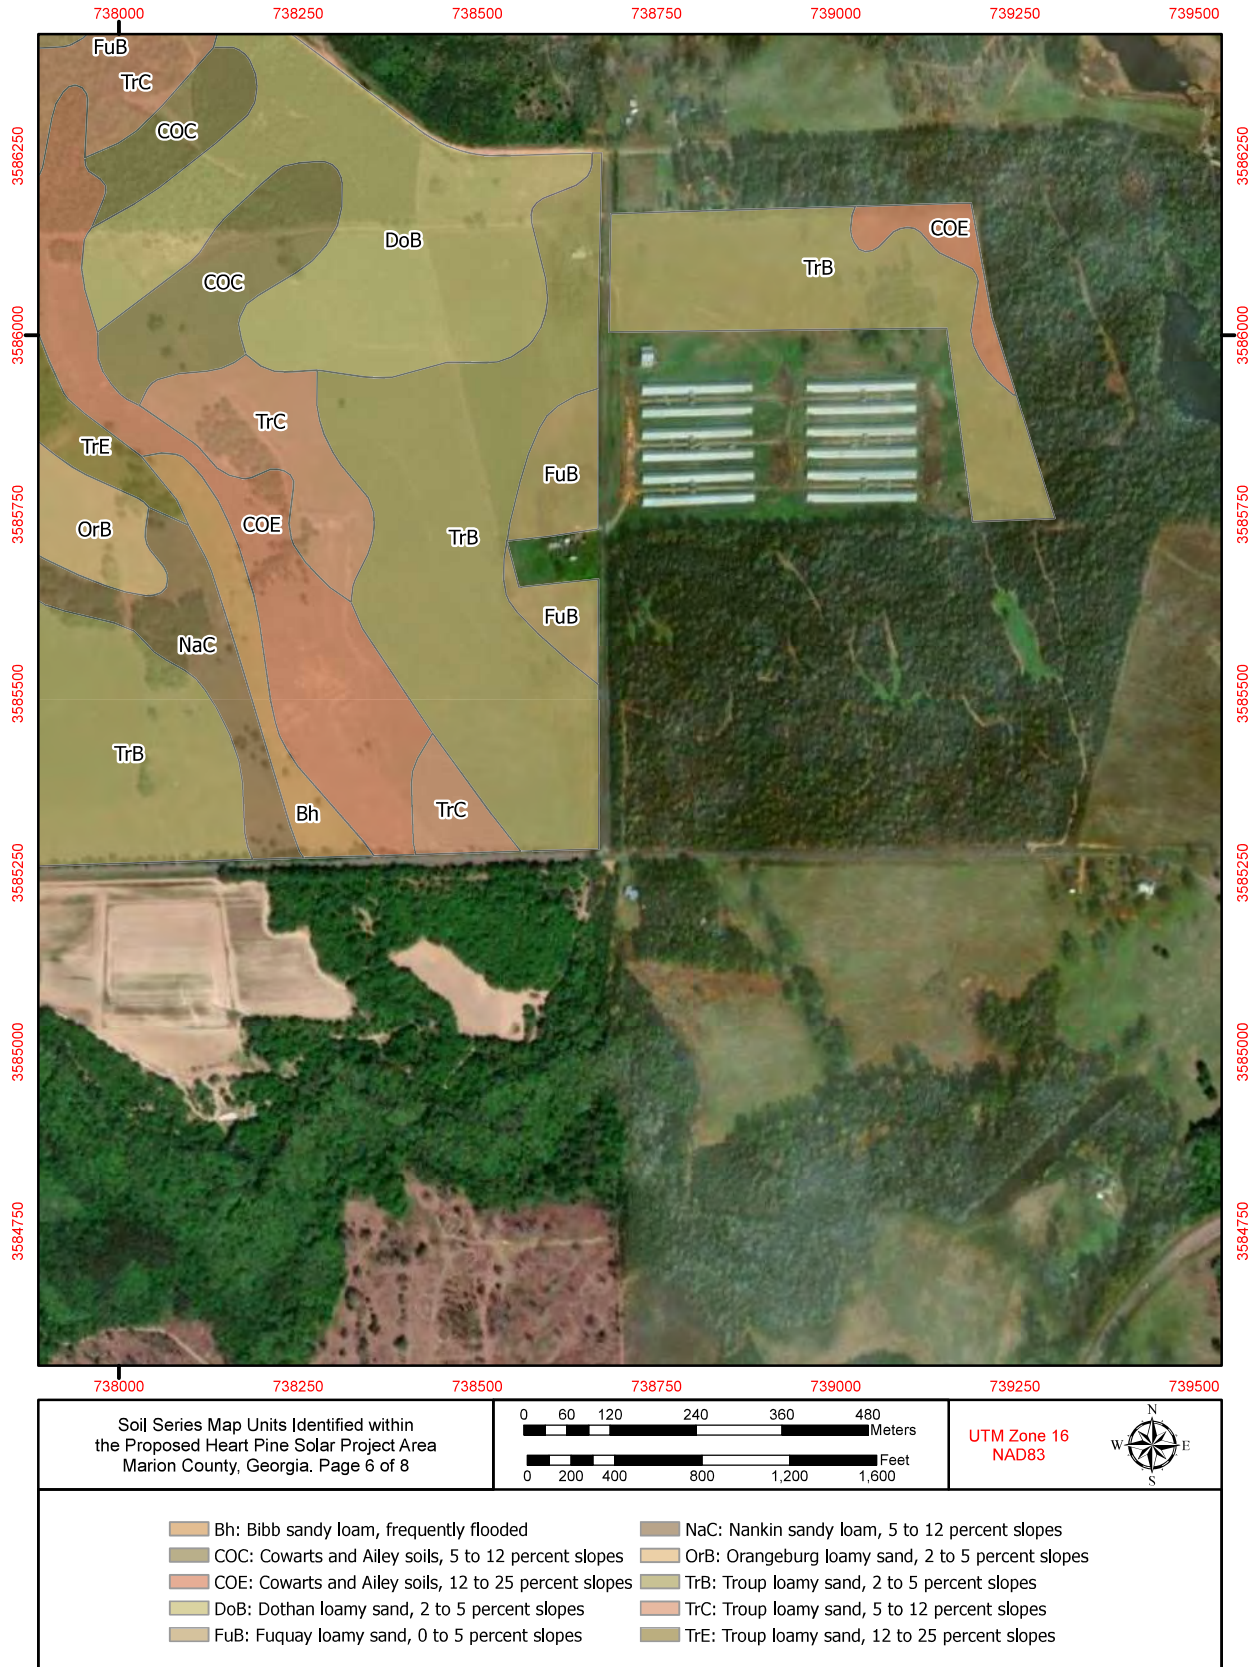 738000 738250 738500 738750 739000 739250 739500
3586250
3586000
3585750
3585500
3585250
3585000
3584750
3586250
3586000
3585750
3585500
3585250
3585000
3584750
FuB
TrC
COC
COC
DoB
COE
TrB
TrC
TrE
FuB
OrB
COE
TrB
FuB
NaC
TrB
Bh
TrC
738000 738250 738500 738750 739000 739250 739500
Soil Series Map Units Identified within
the Proposed Heart Pine Solar Project Area
Marion County, Georgia. Page 6 of 8
0 60 120 240 360 480
Meters
Feet
0 200 400 800 1,200 1,600
UTM Zone 16
NAD83
N
W E
S
Bh: Bibb sandy loam, frequently flooded
COC: Cowarts and Ailey soils, 5 to 12 percent slopes
COE: Cowarts and Ailey soils, 12 to 25 percent slopes
DoB: Dothan loamy sand, 2 to 5 percent slopes
FuB: Fuquay loamy sand, 0 to 5 percent slopes
NaC: Nankin sandy loam, 5 to 12 percent slopes
OrB: Orangeburg loamy sand, 2 to 5 percent slopes
TrB: Troup loamy sand, 2 to 5 percent slopes
TrC: Troup loamy sand, 5 to 12 percent slopes
TrE: Troup loamy sand, 12 to 25 percent slopes